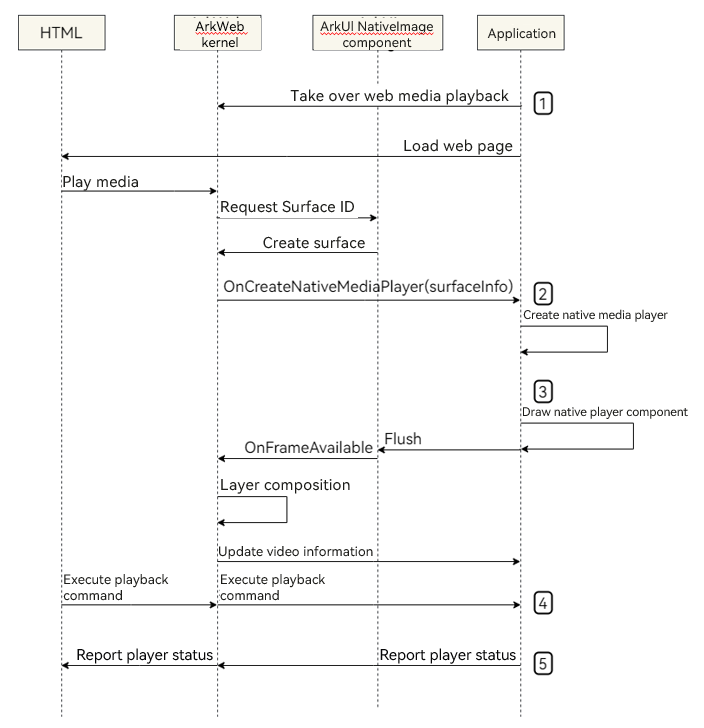 HTML
ArkWeb
kernel
ArkUI NativeImage
component
Application
Take over web media playback
1
Load web page
Play media
Request Surface ID
Create surface
OnCreateNativeMediaPlayer(surfaceInfo)
2
Create native media player
3
Draw native player component
Flush
OnFrameAvailable
Layer composition
Update video information
Execute playback
command
Execute playback
command
4
Report player status
Report player status
5